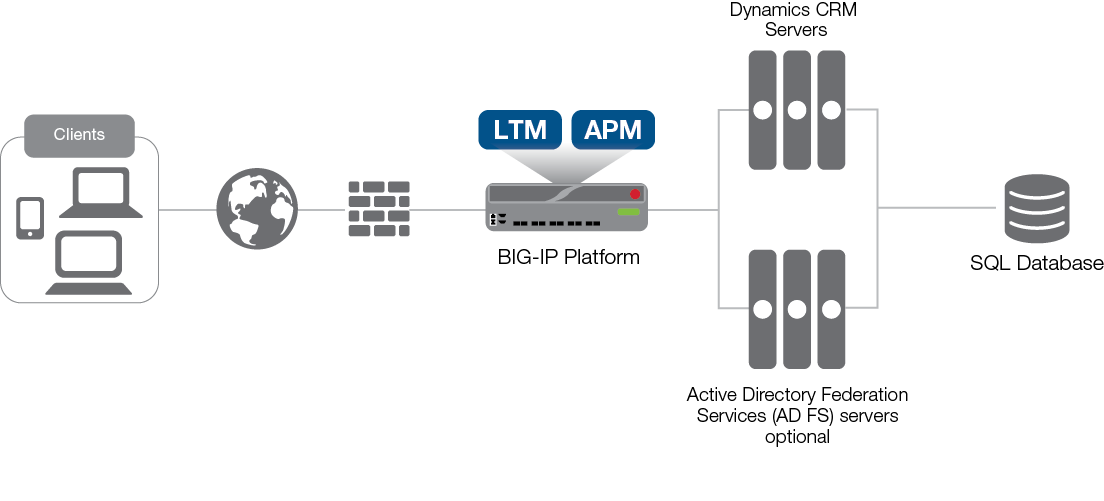 Dynamics CRM
Servers
Clients
LTM
APM
BIG-IP Platform
SQL Database
Active Directory Federation
Services (AD FS) servers
optional